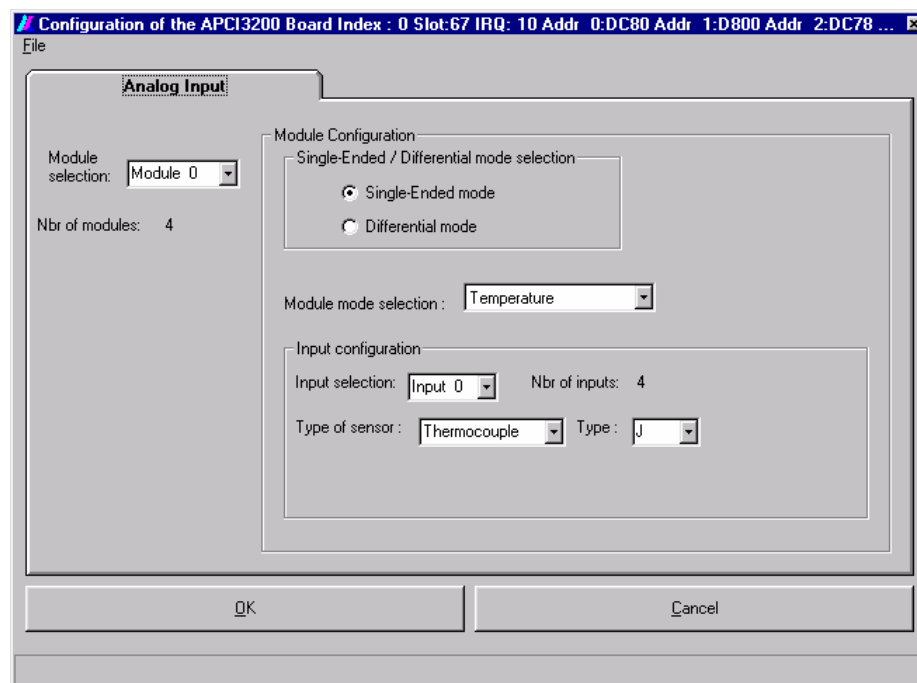 Configuration of the APCI3200 Board Index : 0 Slot:67 IRQ: 10 Addr 0:DC80 Addr 1:D800 Addr 2:DC78 ...
File
Analog Input
Module selection: Module 0
Nbr of modules: 4
Module Configuration
Single-Ended / Differential mode selection
Single-Ended mode
Differential mode
Module mode selection : Temperature
Input configuration
Input selection: Input 0 Nbr of inputs: 4
Type of sensor : Thermocouple Type : J
OK Cancel